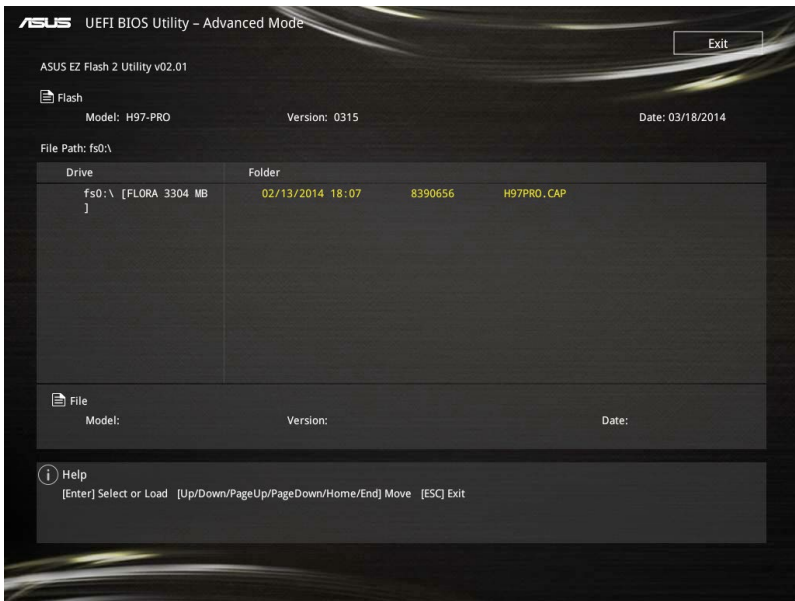 ASUS UEFI BIOS Utility – Advanced Mode
Exit
ASUS EZ Flash 2 Utility v02.01
Flash
Model: H97-PRO Version: 0315 Date: 03/18/2014
File Path: fs0:\
Drive Folder
fs0:\ [FLORA 3304 MB 02/13/2014 18:07 8390656 H97PRO.CAP
]
File
Model: Version: Date:
Help
[Enter] Select or Load [Up/Down/PageUp/PageDown/Home/End] Move [ESC] Exit